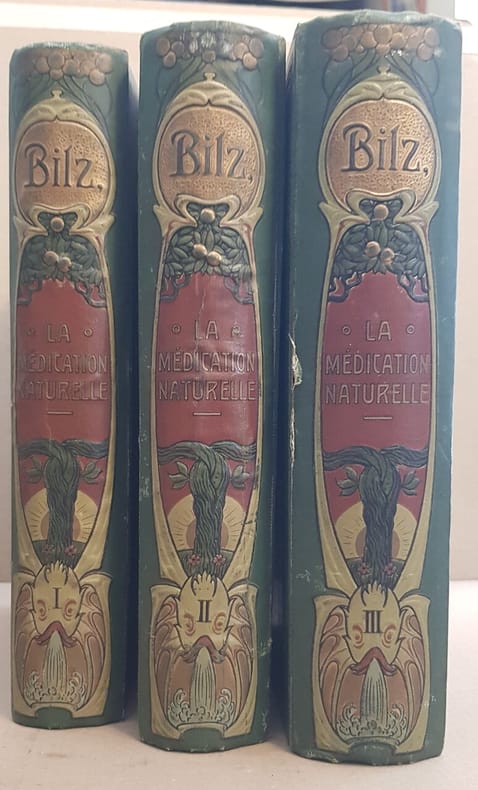 Bilz,
LA
MÉDICATION
NATURELLE
I
Bilz,
LA
MÉDICATION
NATURELLE
II
Bilz,
LA
MÉDICATION
NATURELLE
III